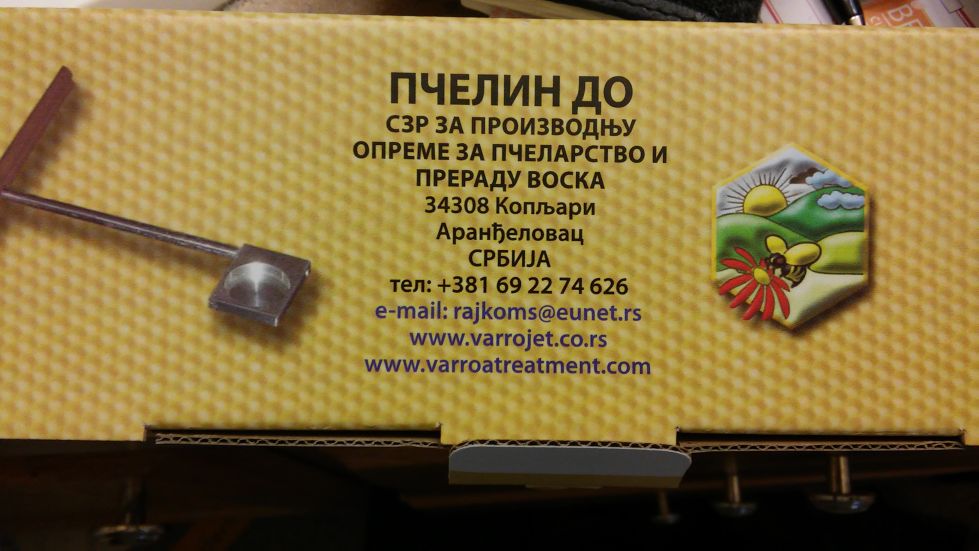 ПЧЕЛИН ДО
СЗР ЗА ПРОИЗВОДЊУ
ОПРЕМЕ ЗА ПЧЕЛАРСТВО И
ПРЕРАДУ ВОСКА
34308 Копљари
Аранђеловац
СРБИЈА
тел: +381 69 22 74 626
e-mail: rajkoms@eunet.rs
www.varrojet.co.rs
www.varroatreatment.com